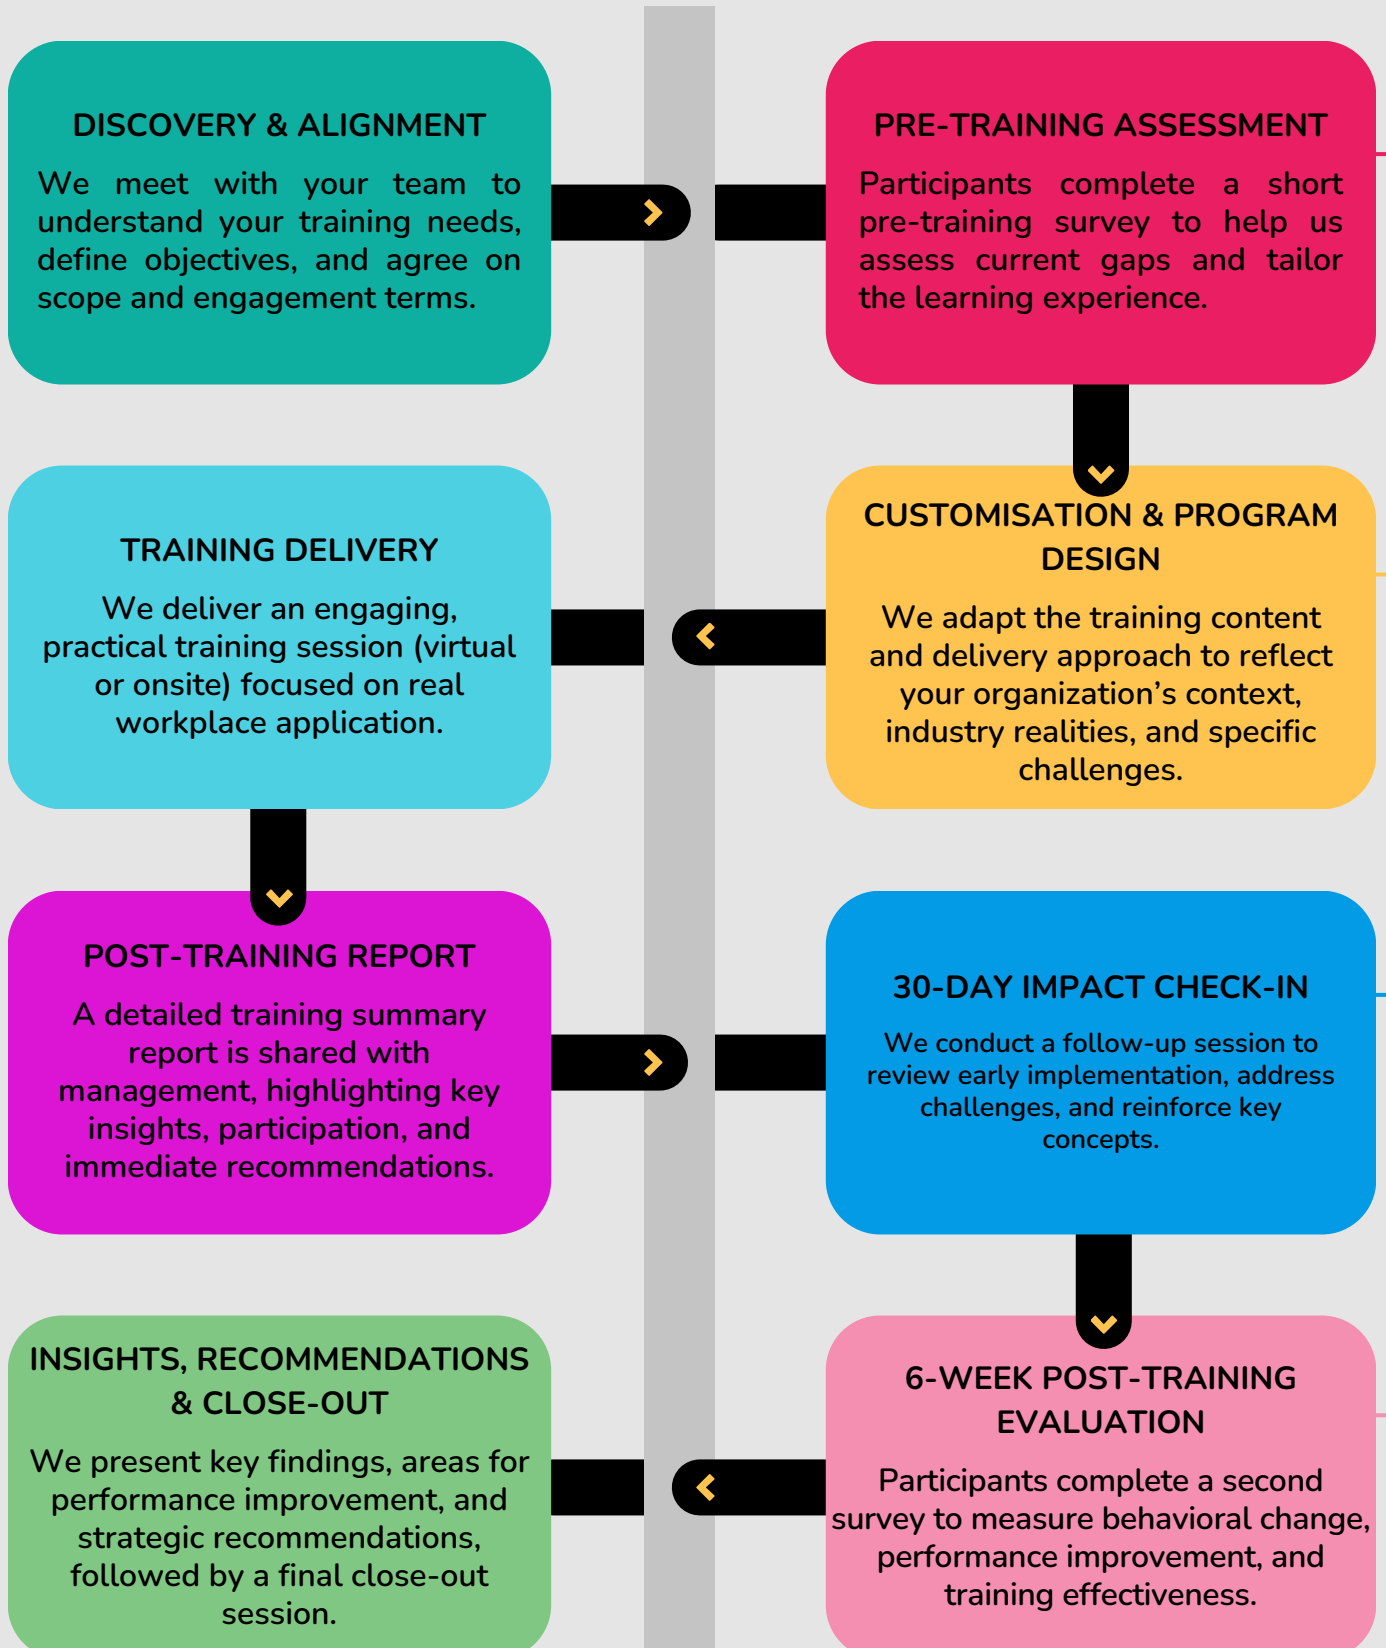 DISCOVERY & ALIGNMENT
We meet with your team to
understand your training needs,
define objectives, and agree on
scope and engagement terms.
PRE-TRAINING ASSESSMENT
Participants complete a short
pre-training survey to help us
assess current gaps and tailor
the learning experience.
CUSTOMISATION & PROGRAM
DESIGN
We adapt the training content
and delivery approach to reflect
your organization’s context,
industry realities, and specific
challenges.
TRAINING DELIVERY
We deliver an engaging,
practical training session (virtual
or onsite) focused on real
workplace application.
POST-TRAINING REPORT
A detailed training summary
report is shared with
management, highlighting key
insights, participation, and
immediate recommendations.
30-DAY IMPACT CHECK-IN
We conduct a follow-up session to
review early implementation, address
challenges, and reinforce key
concepts.
6-WEEK POST-TRAINING
EVALUATION
Participants complete a second
survey to measure behavioral change,
performance improvement, and
training effectiveness.
INSIGHTS, RECOMMENDATIONS
& CLOSE-OUT
We present key findings, areas for
performance improvement, and
strategic recommendations,
followed by a final close-out
session.